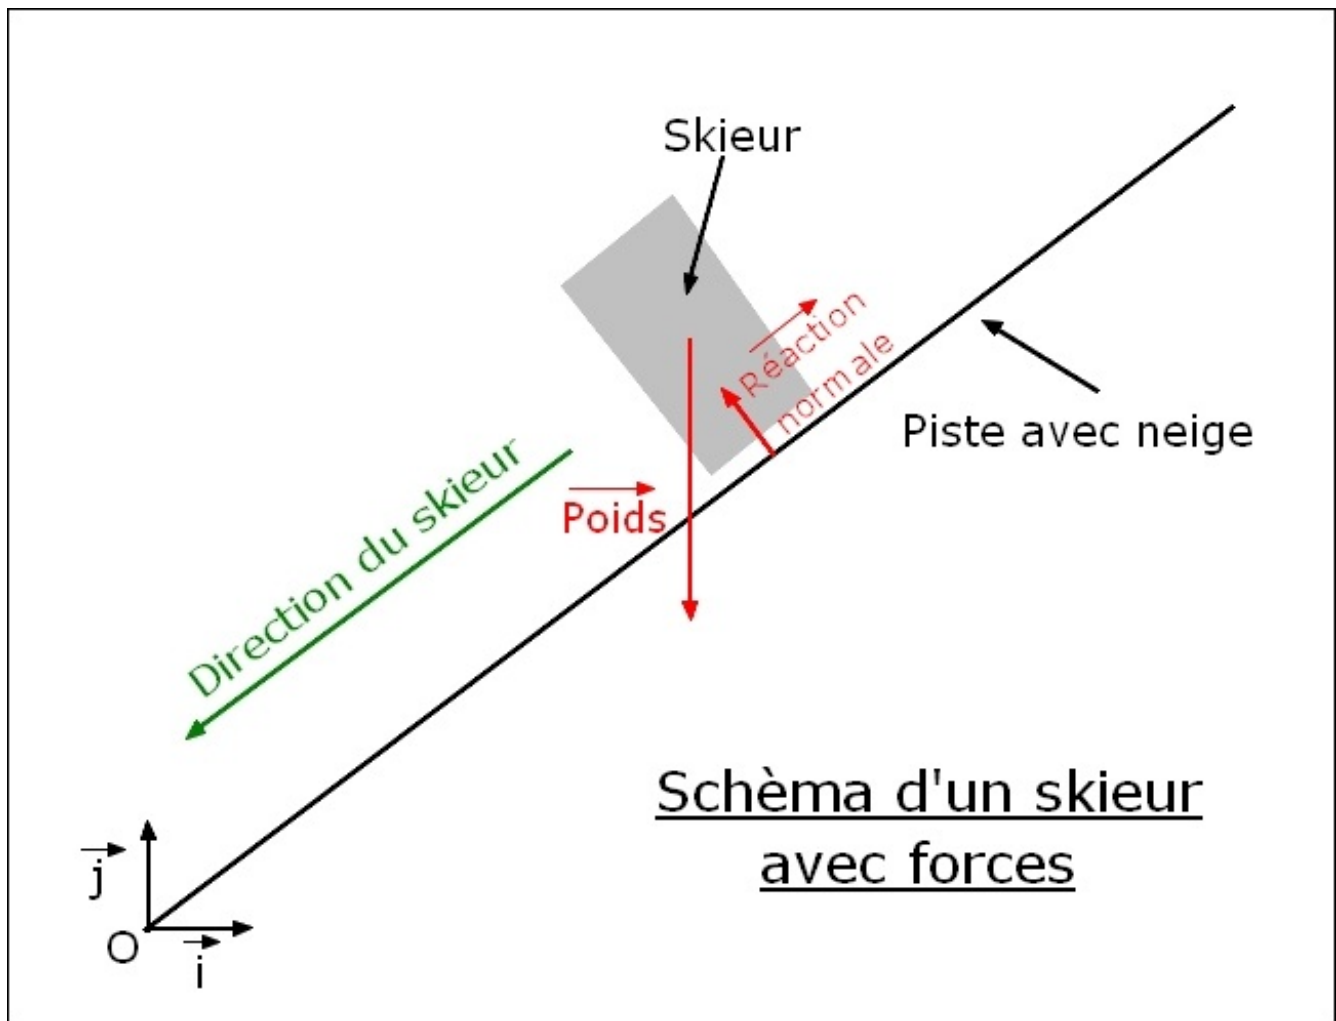 Skieur
Réaction
normale
Piste avec neige
Direction du skieur
Poids
Schèma d'un skieur
avec forces
j
O
i